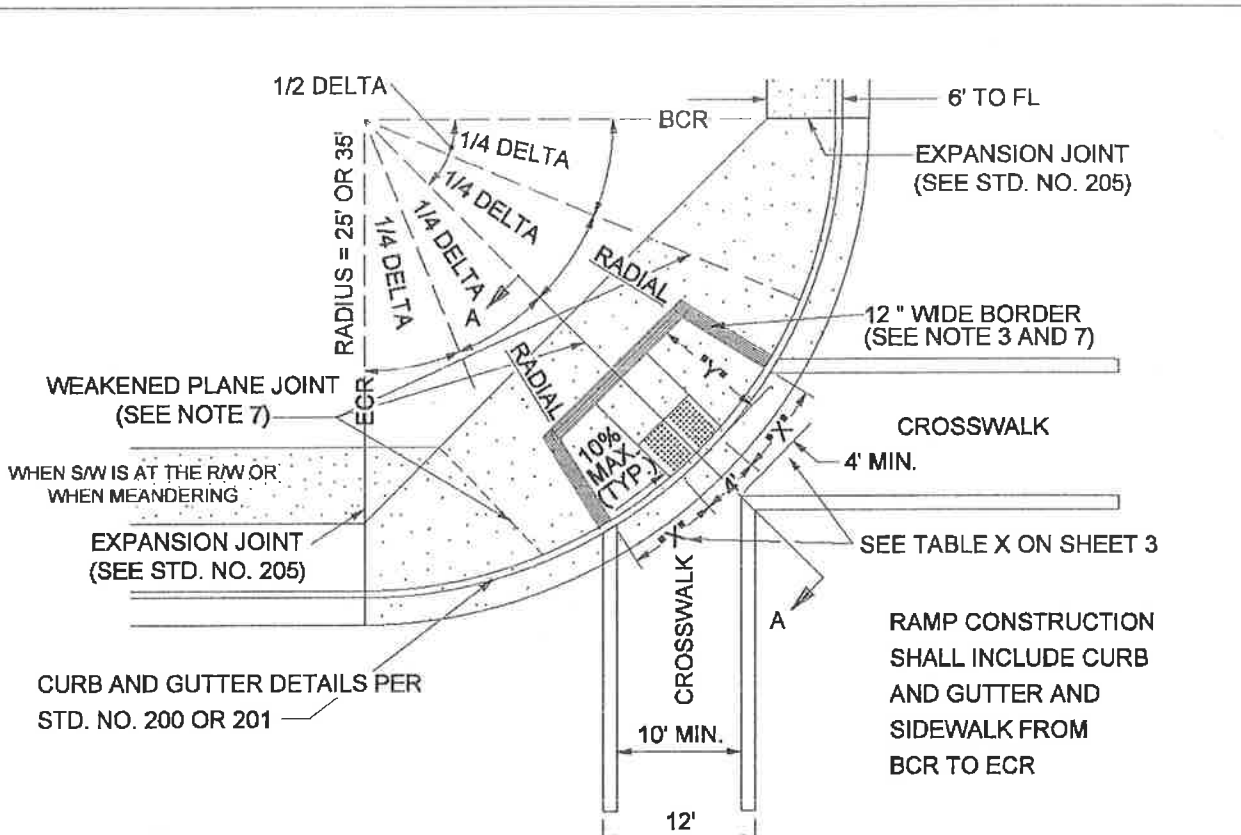 1/2 DELTA
6' TO FL
BCR
1/4 DELTA
1/4 DELTA
1/4 DELTA
1/4 DELTA
RADIUS = 25' OR 35'
EXPANSION JOINT
(SEE STD. NO. 205)
RADIAL
A
12 " WIDE BORDER
(SEE NOTE 3 AND 7)
RADIAL
WEAKENED PLANE JOINT
(SEE NOTE 7)
ECR
"Y"
CROSSWALK
"X"
4' MIN.
10%
MAX.
(TYP.)
4'
"X"
WHEN S/W IS AT THE R/W OR
WHEN MEANDERING
EXPANSION JOINT
(SEE STD. NO. 205)
SEE TABLE X ON SHEET 3
CROSSWALK
A
RAMP CONSTRUCTION
SHALL INCLUDE CURB
AND GUTTER AND
SIDEWALK FROM
BCR TO ECR
CURB AND GUTTER DETAILS PER
STD. NO. 200 OR 201
10' MIN.
12'